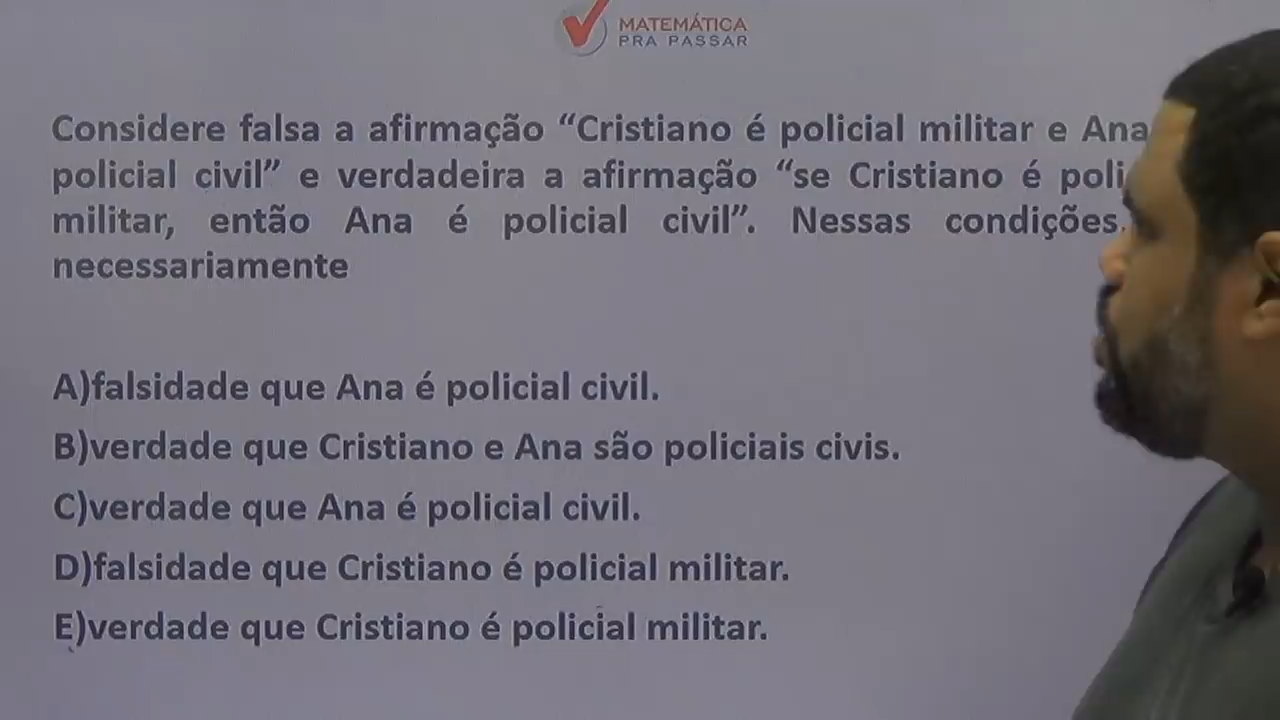 MATEMÁTICA
PRA PASSAR
Considere falsa a afirmação “Cristiano é policial militar e Ana
policial civil” e verdadeira a afirmação “se Cristiano é
militar, então Ana é policial civil”. Nessas condições,
necessariamente
A)falsidade que Ana é policial civil.
B)verdade que Cristiano e Ana são policiais civis.
C)verdade que Ana é policial civil.
D)falsidade que Cristiano é policial militar.
E)verdade que Cristiano é policial militar.